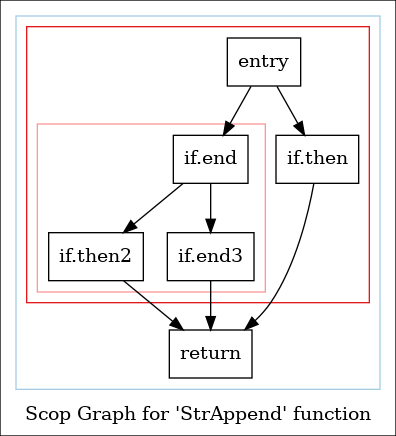 entry
if.end
if.then
if.then2
if.end3
return
Scop Graph for 'StrAppend' function